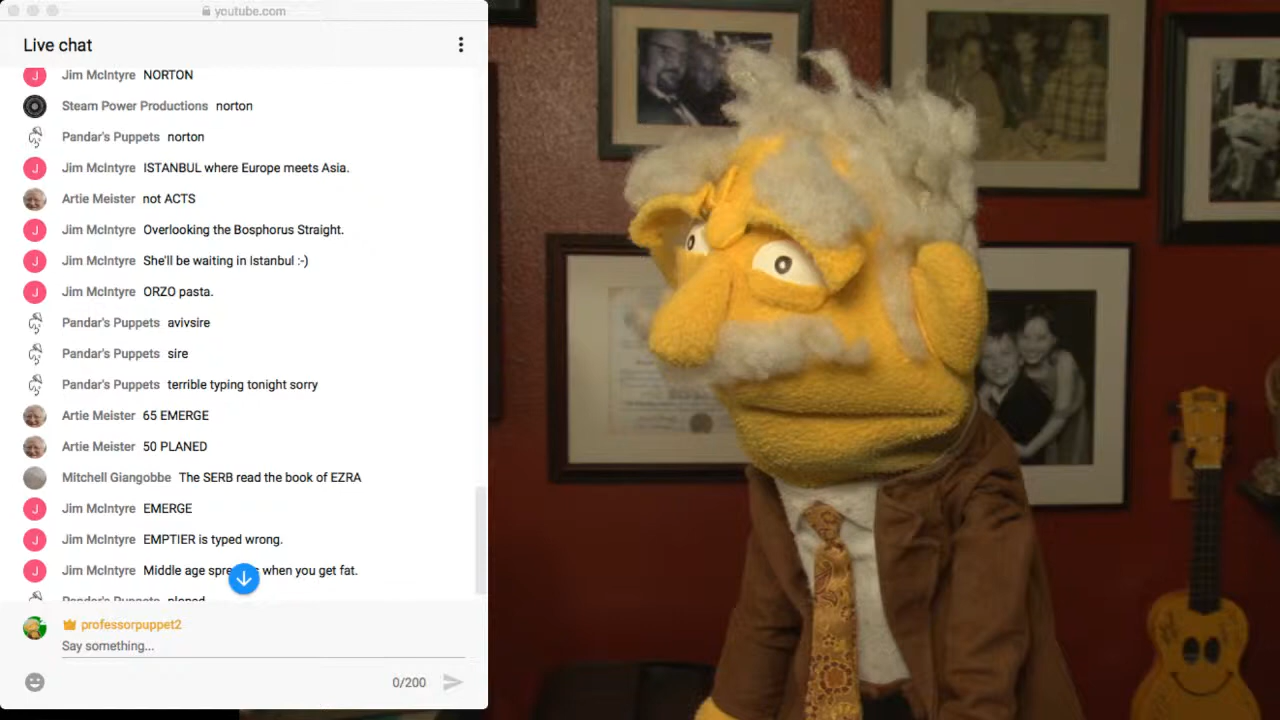 youtube.com
Live chat
Jim McIntyre NORTON
Steam Power Productions norton
Pandar's Puppets norton
Jim McIntyre ISTANBUL where Europe meets Asia.
Artie Meister not ACTS
Jim McIntyre Overlooking the Bosphorus Straight.
Jim McIntyre She'll be waiting in Istanbul :-)
Jim McIntyre ORZO pasta.
Pandar's Puppets avivsire
Pandar's Puppets sire
Pandar's Puppets terrible typing tonight sorry
Artie Meister 65 EMERGE
Artie Meister 50 PLANED
Mitchell Giangobbe The SERB read the book of EZRA
Jim McIntyre EMERGE
Jim McIntyre EMPTIER is typed wrong.
Jim McIntyre Middle age when you get fat.
Pandar's Puppets planed
professorpuppet2
Say something...
0/200